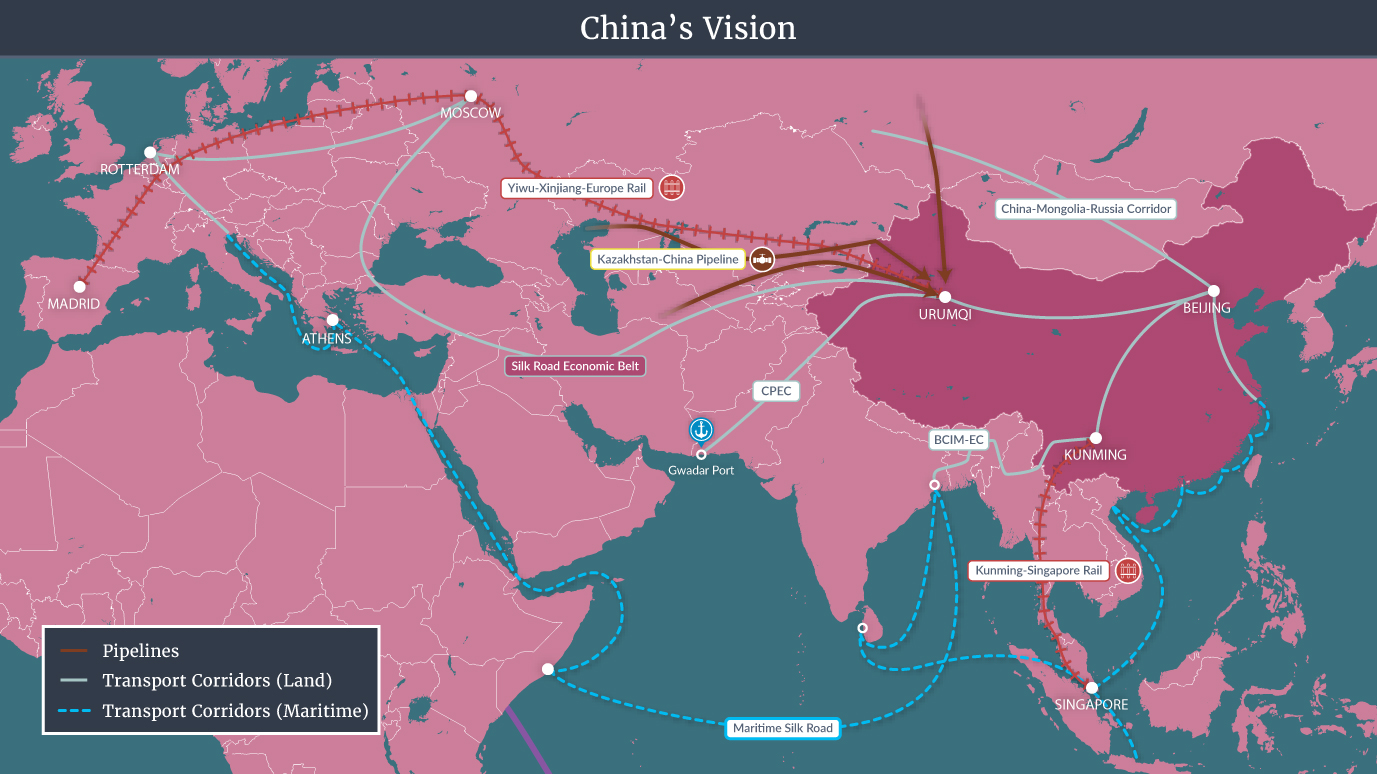 China’s Vision
MOSCOW
ROTTERDAM
Yiwu-Xinjiang-Europe Rail
China-Mongolia-Russia Corridor
Kazakhstan-China Pipeline
MADRID
URUMQI
BEIJING
ATHENS
Silk Road Economic Belt
CPEC
BCIM-EC
KUNMING
Gwadar Port
Kunming-Singapore Rail
Pipelines
Transport Corridors (Land)
Transport Corridors (Maritime)
SINGAPORE
Maritime Silk Road